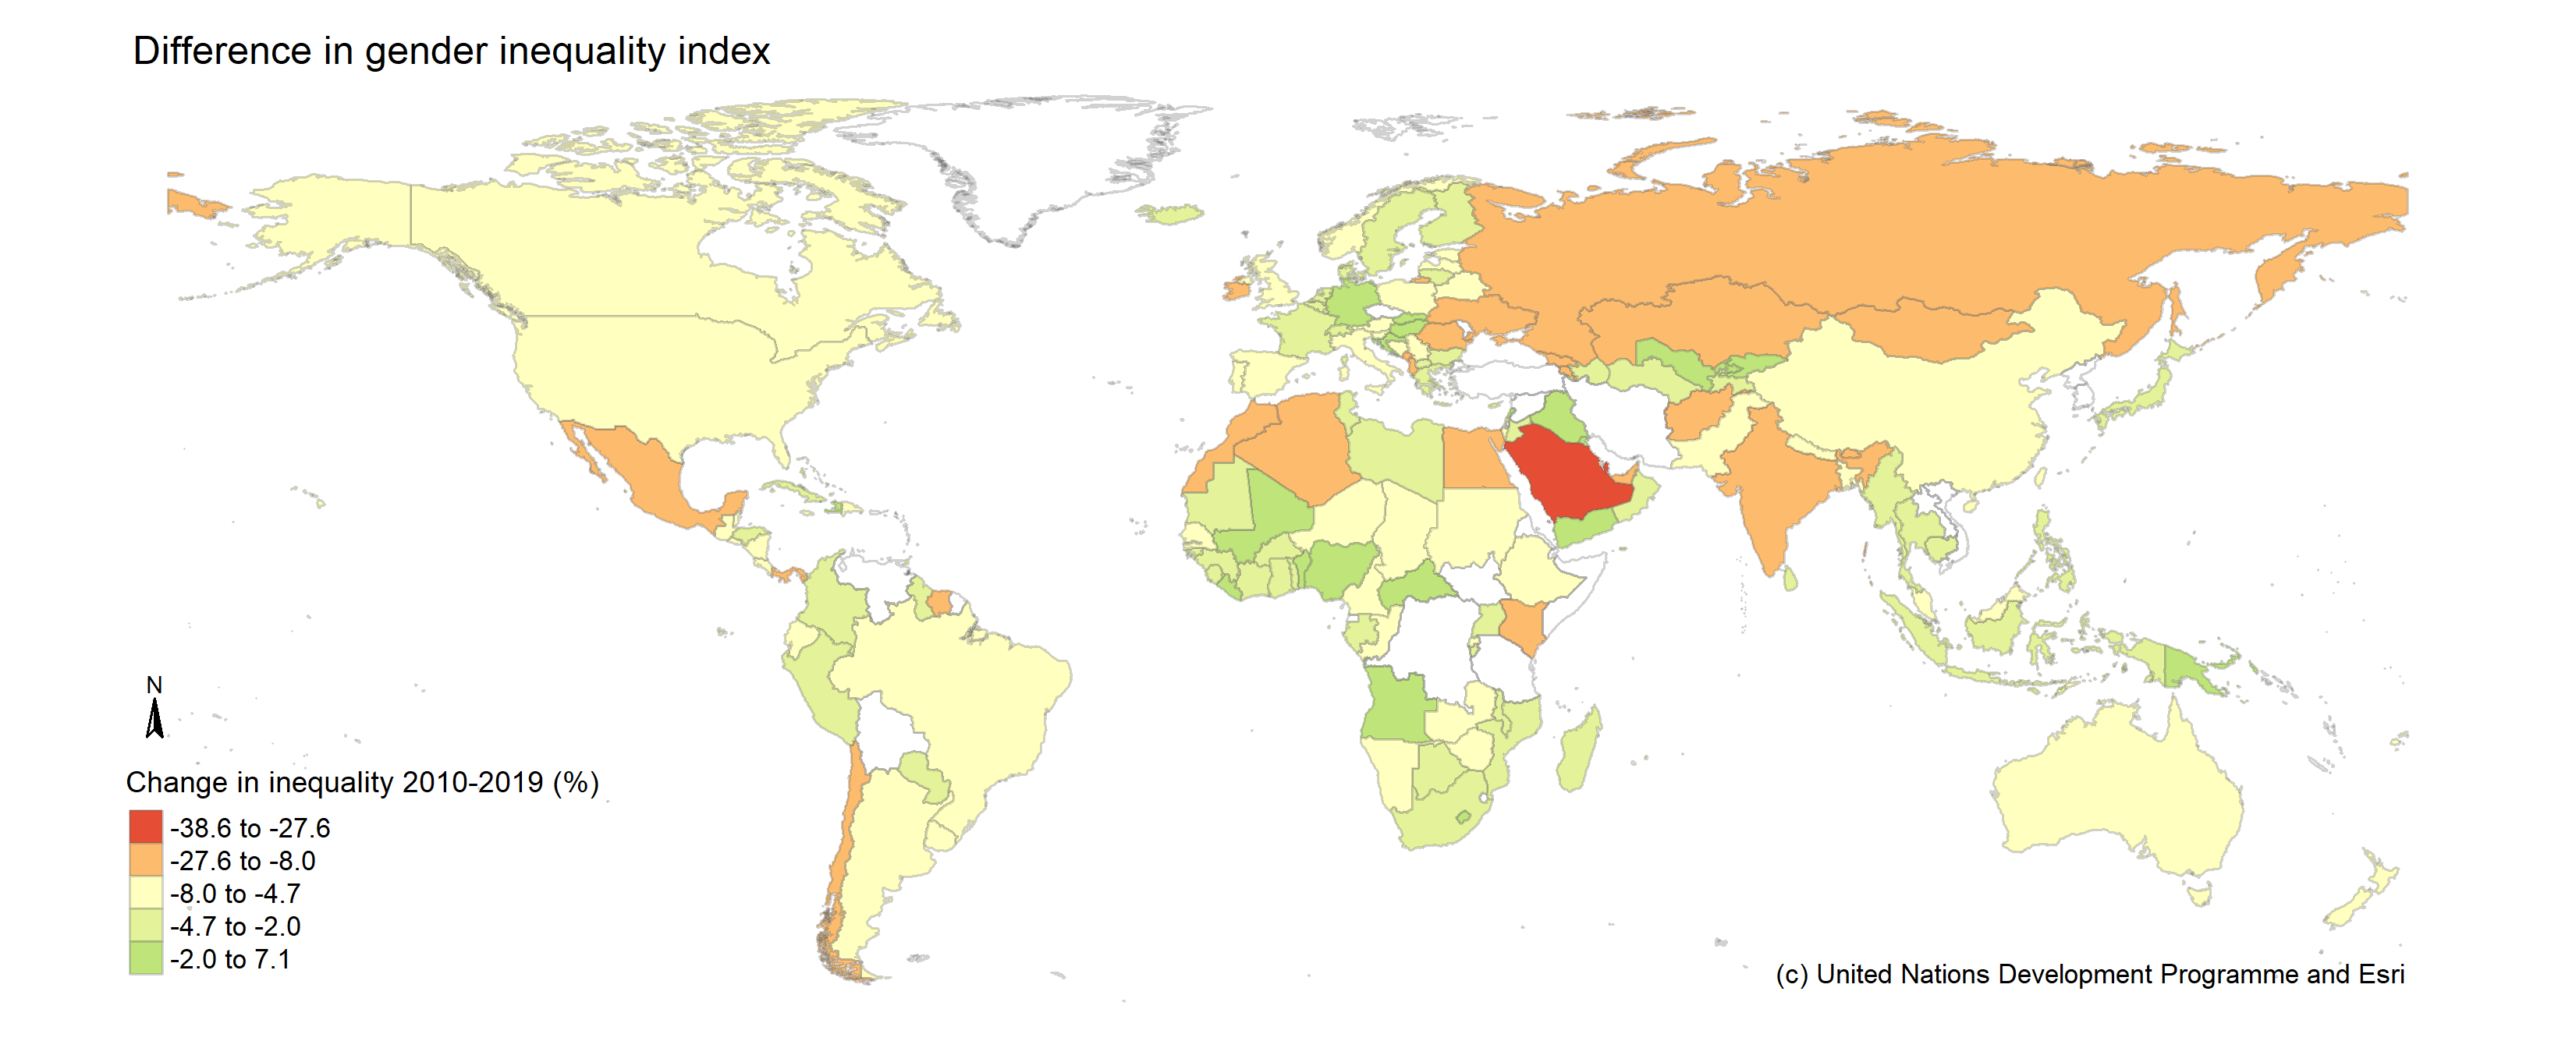 Difference in gender inequality index
N
Change in inequality 2010-2019 (%)
-38.6 to -27.6
-27.6 to -8.0
-8.0 to -4.7
-4.7 to -2.0
-2.0 to 7.1
(c) United Nations Development Programme and Esri